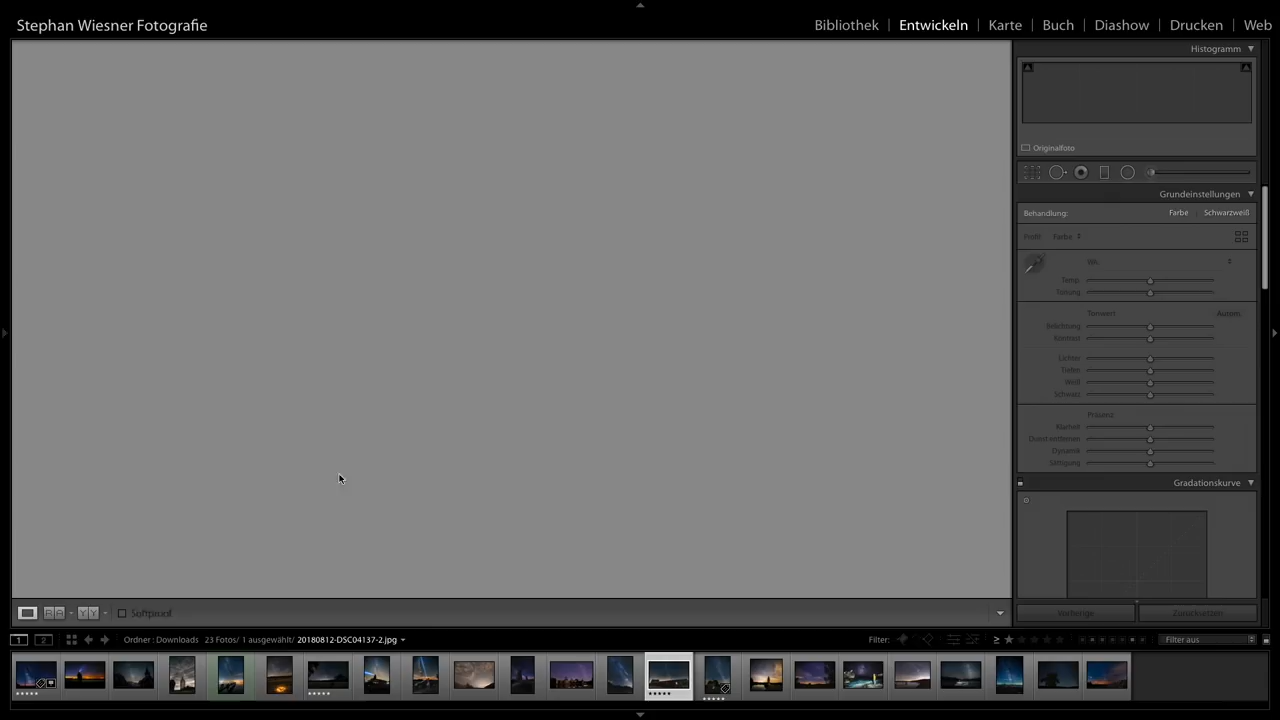 Stephan Wiesner Fotografie
Bibliothek | Entwickeln | Karte | Buch | Diashow | Drucken | Web
Histogramm
Originalfoto
Grundeinstellungen
Behandlung: Farbe Schwarzweiß
Profil Farbe
WA:
Temp.
Tonung
Tonwert Autom.
Belichtung
Kontrast
Lichter
Tiefen
Weiß
Schwarz
Präsenz
Klarheit
Dunst entfernen
Dynamik
Sättigung
Gradationskurve
R A Y Y Softproof
Vorherige Zurücksetzen
1 2 Ordner: Downloads 23 Fotos/ 1 ausgewählt/ 20180812-DSC04137-2.jpg Filter: ≥ Filter aus